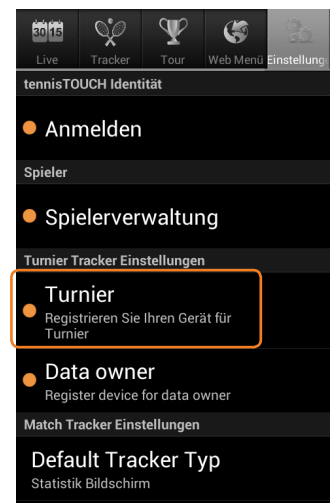 30 15
Live Tracker Tour Web Menü Einstellunge
tennisTOUCH Identität
Anmelden
Spieler
Spielerverwaltung
Turnier Tracker Einstellungen
Turnier
Registrieren Sie Ihren Gerät für
Turnier
Data owner
Register device for data owner
Match Tracker Einstellungen
Default Tracker Typ
Statistik Bildschirm